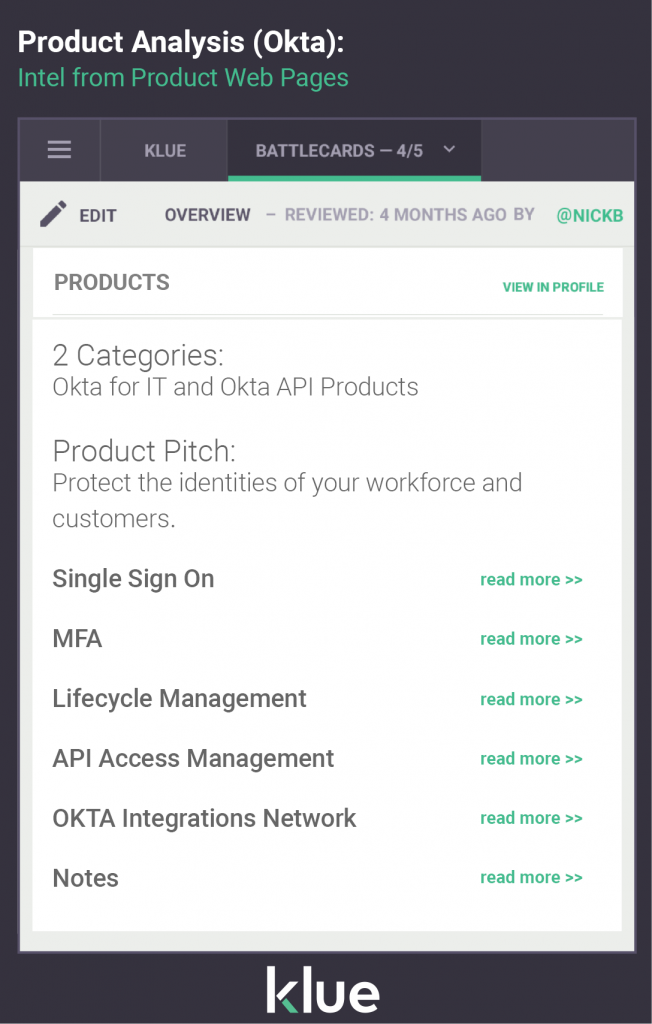 Product Analysis (Okta):
Intel from Product Web Pages
KLUE
BATTLECARDS – 4/5
EDIT
OVERVIEW – REVIEWED: 4 MONTHS AGO BY @NICKB
PRODUCTS
VIEW IN PROFILE
2 Categories:
Okta for IT and Okta API Products
Product Pitch:
Protect the identities of your workforce and
customers.
Single Sign On read more >>
MFA read more >>
Lifecycle Management read more >>
API Access Management read more >>
OKTA Integrations Network read more >>
Notes read more >>
klue